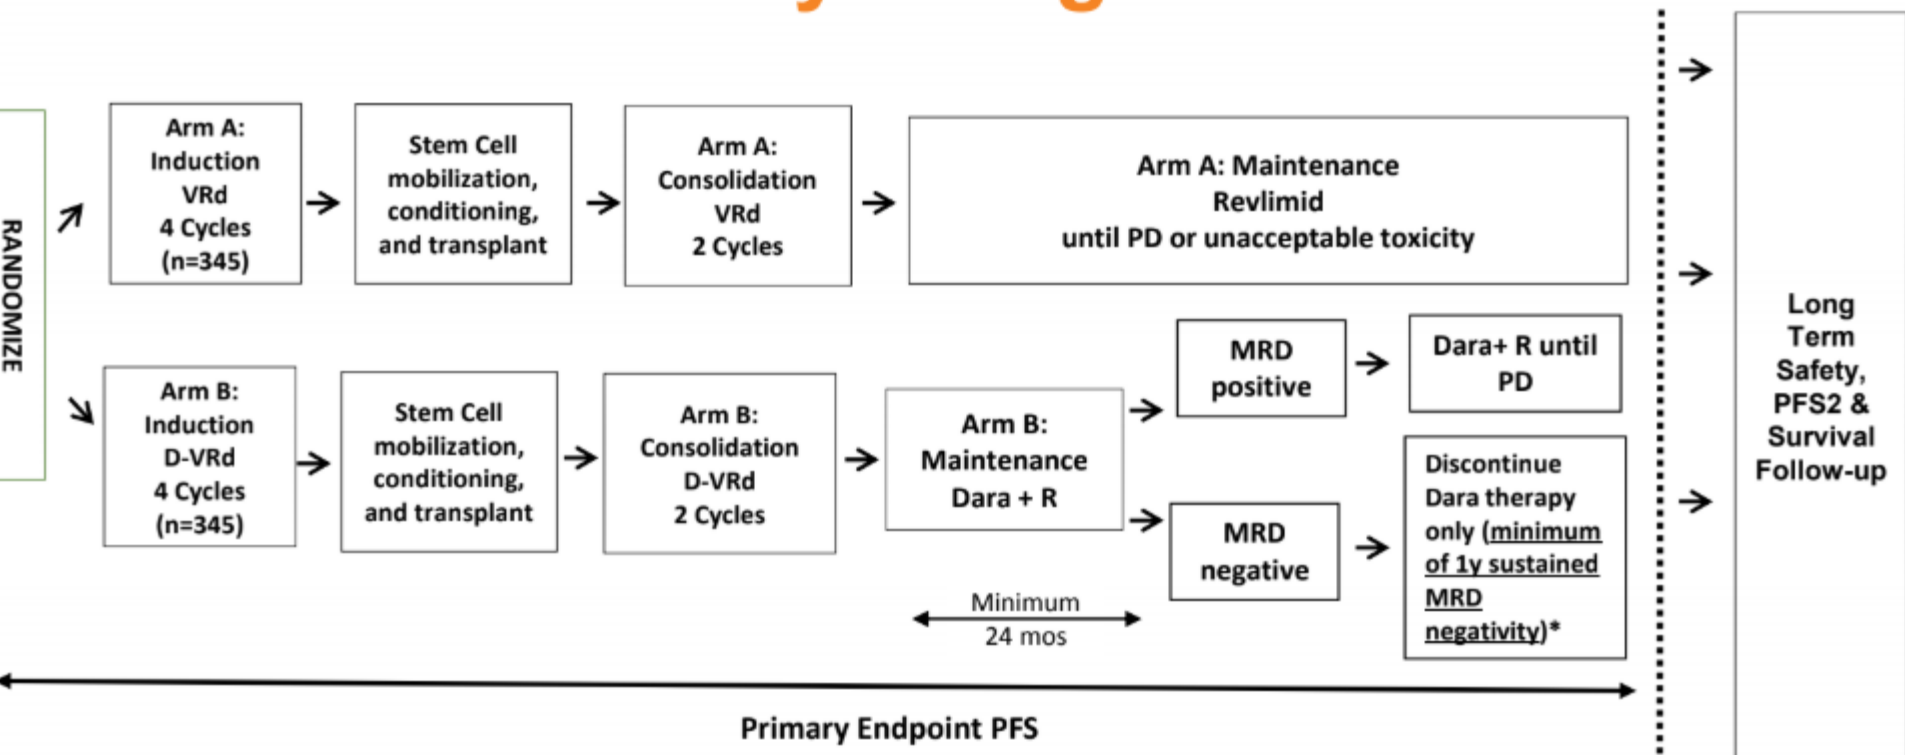 RANDOMIZE
Arm A:
Induction
VRd
4 Cycles
(n=345)
Stem Cell
mobilization,
conditioning,
and transplant
Arm A:
Consolidation
VRd
2 Cycles
Arm A: Maintenance
Revlimid
until PD or unacceptable toxicity
Arm B:
Induction
D-VRd
4 Cycles
(n=345)
Stem Cell
mobilization,
conditioning,
and transplant
Arm B:
Consolidation
D-VRd
2 Cycles
Arm B:
Maintenance
Dara + R
Minimum
24 mos
MRD
positive
Dara+ R until
PD
MRD
negative
Discontinue
Dara therapy
only (minimum
of 1y sustained
MRD
negativity)*
Long
Term
Safety,
PFS2 &
Survival
Follow-up
Primary Endpoint PFS